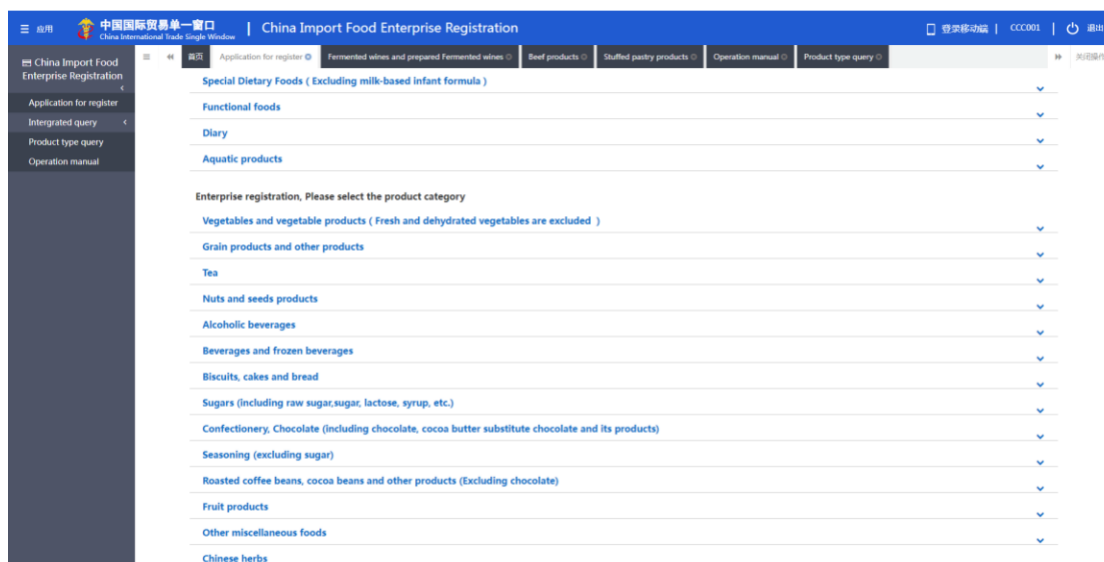 应用 中国国际贸易单一窗口 China Import Food Enterprise Registration 登录移动端 CCC001 退出
China International Trade Single Window
首页 Application for register Fermented wines and prepared Fermented wines Beef products Stuffed pastry products Operation manual Product type query 关闭操作
China Import Food
Enterprise Registration
Application for register
Intergrated query
Product type query
Operation manual
Special Dietary Foods ( Excluding milk-based infant formula )
Functional foods
Diary
Aquatic products
Enterprise registration, Please select the product category
Vegetables and vegetable products ( Fresh and dehydrated vegetables are excluded )
Grain products and other products
Tea
Nuts and seeds products
Alcoholic beverages
Beverages and frozen beverages
Biscuits, cakes and bread
Sugars (including raw sugar,sugar, lactose, syrup, etc.)
Confectionery, Chocolate (including chocolate, cocoa butter substitute chocolate and its products)
Seasoning (excluding sugar)
Roasted coffee beans, cocoa beans and other products (Excluding chocolate)
Fruit products
Other miscellaneous foods
Chinese herbs